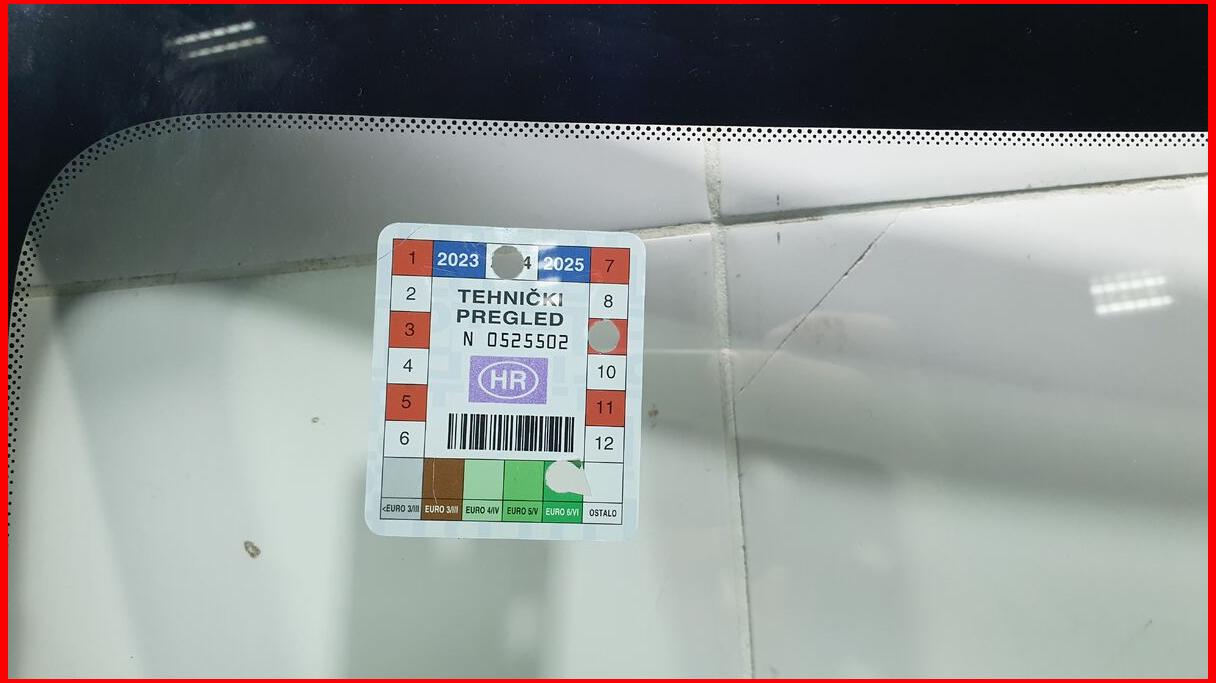 1 2023 4 2025 7
2 TEHNIČKI 8
PREGLED
3 N 0525502
4 HR 10
5 11
6 12
<EURO 3/III EURO 3/III EURO 4/IV EURO 5/V EURO 6/VI OSTALO